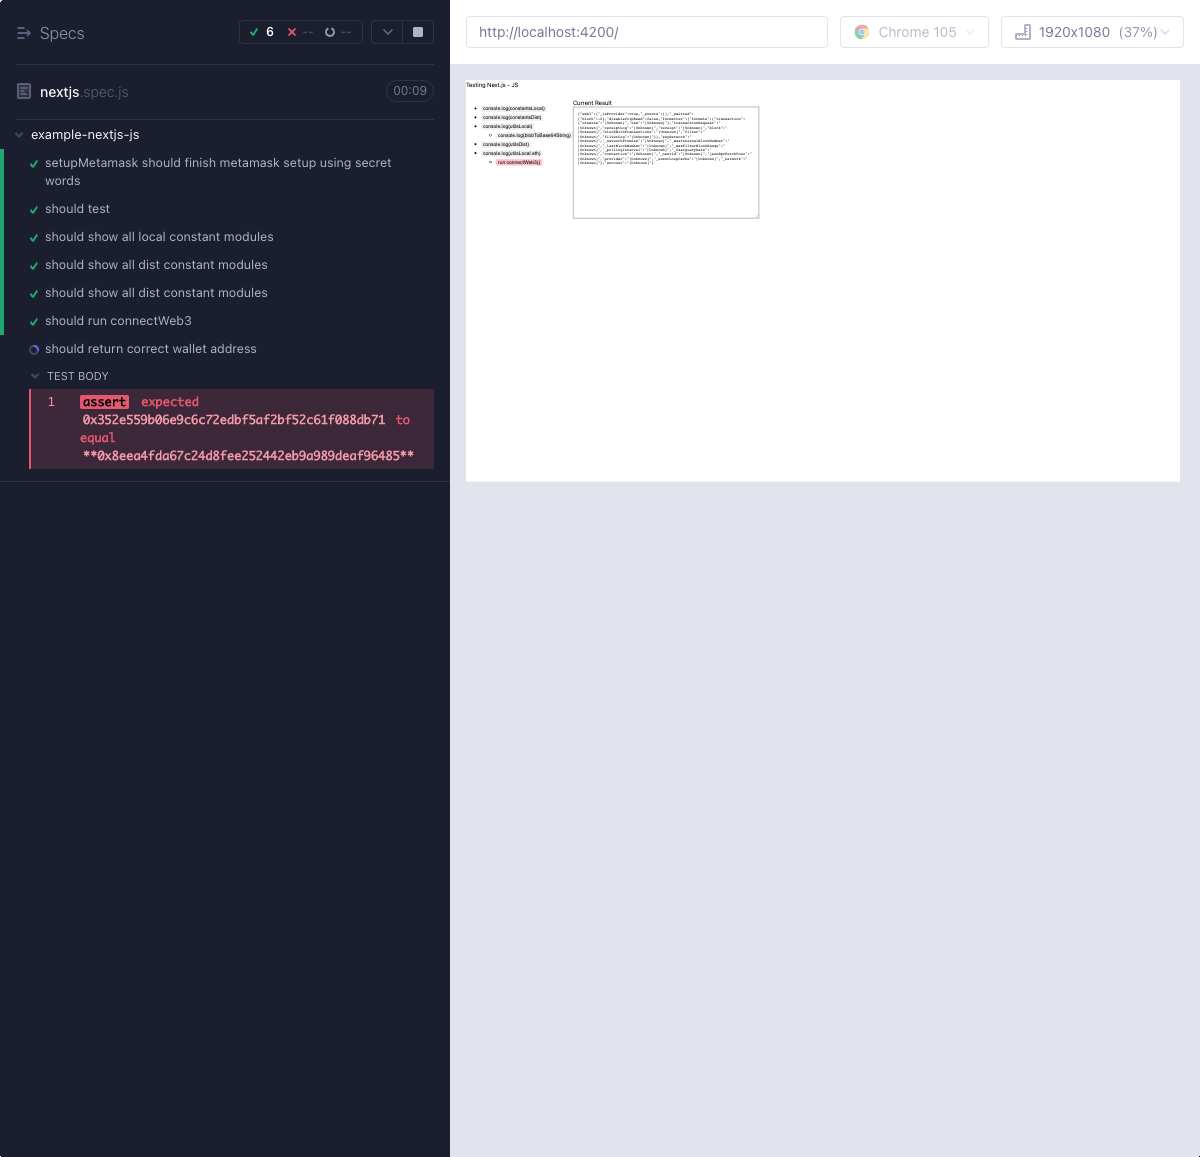 Specs
6
--
--
http://localhost:4200/
Chrome 105
1920x1080 (37%)
nextjs.spec.js
00:09
example-nextjs-js
setupMetamask should finish metamask setup using secret
words
should test
should show all local constant modules
should show all dist constant modules
should show all dist constant modules
should run connectWeb3
should return correct wallet address
TEST BODY
1 assert expected
0x352e559b06e9c6c72edbf5af2bf52c61f088db71 to
equal
**0x8eea4fda67c24d8fee252442eb9a989deaf96485**
Testing Nest.js - JS
console.log(constantsLocal)
console.log(constantsDist)
console.log(utilsLocal)
console.log(blobToBase64String)
console.log(utilsDist)
console.log(utilsLocal.eth)
run connectWeb3()
Current Result